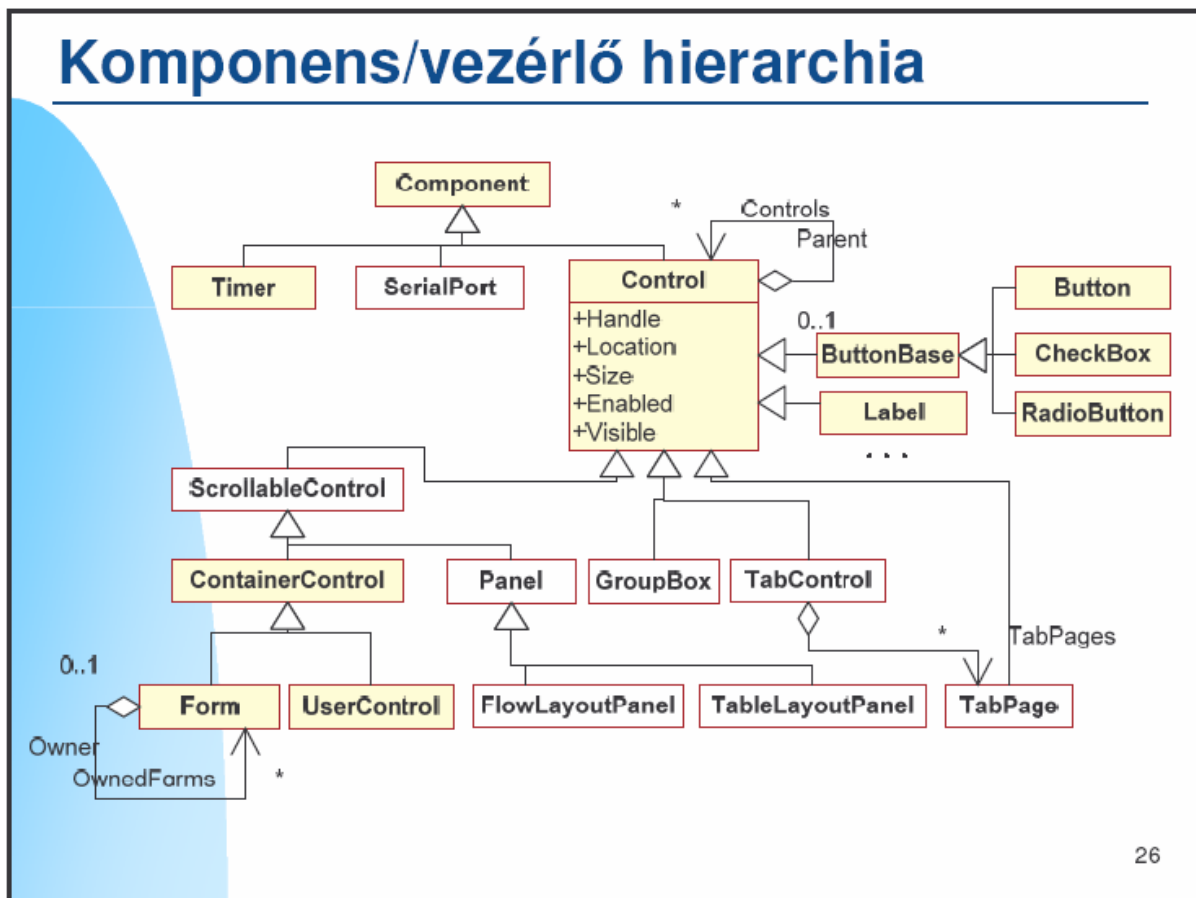 Komponens/vezérlő hierarchia
Component
* Controls
Parent
Timer
SerialPort
Control
Button
+Handle
+Location
+Size
+Enabled
+Visible
0..1
ButtonBase
CheckBox
Label
RadioButton
...
ScrollableControl
ContainerControl
Panel
GroupBox
TabControl
* TabPages
0..1
Form
UserControl
FlowLayoutPanel
TableLayoutPanel
TabPage
Owner
OwnedFarms *
26